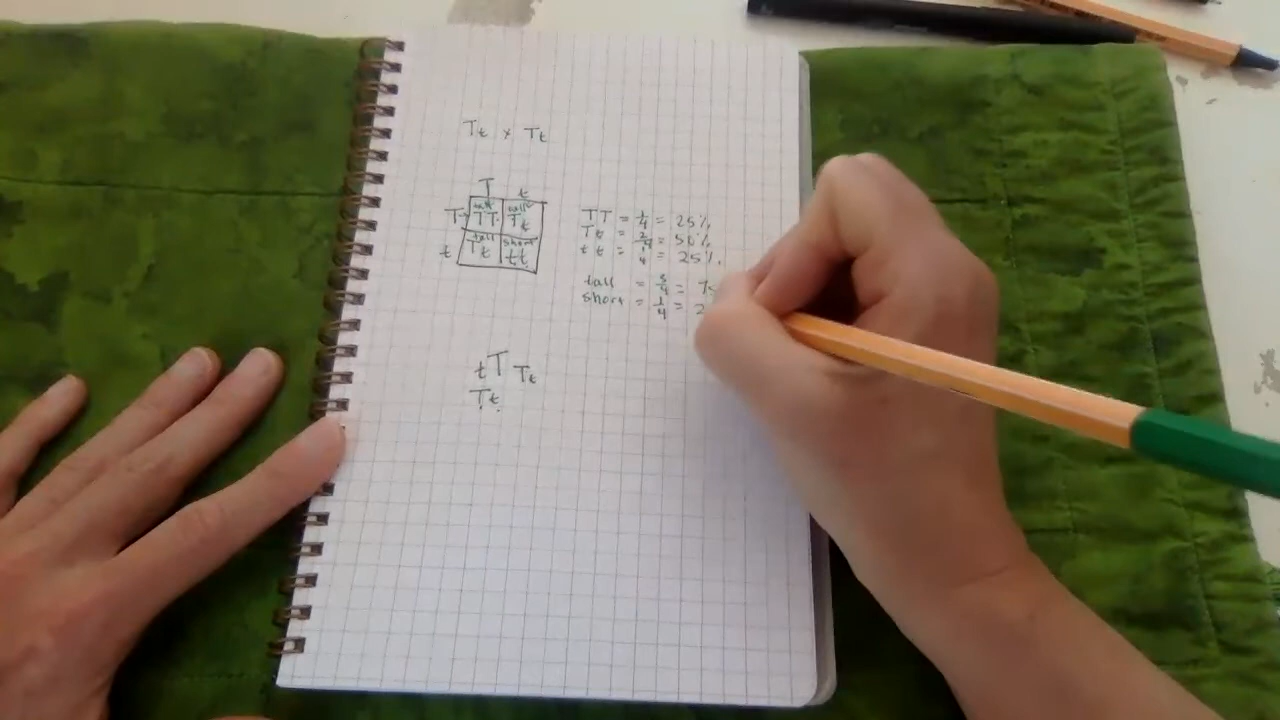 Tt x Tt
T t
T tall TT tall Tt
t tall Tt short tt
TT = 1/4 = 25%
Tt = 2/4 = 50%
tt = 1/4 = 25%
tall = 3/4 =
short = 1/4 =
tT Tt
Tt